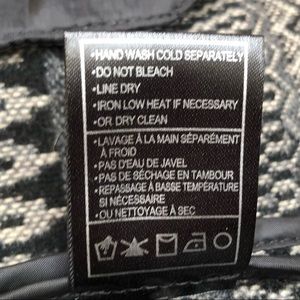 •HAND WASH COLD SEPARATELY
•DO NOT BLEACH
•LINE DRY
•IRON LOW HEAT IF NECESSARY
•OR DRY CLEAN
•LAVAGE À LA MAIN SÉPARÉMENT
À FROID
•PAS D'EAU DE JAVEL
•PAS DE SÉCHAGE EN TAMBOUR
•REPASSAGE À BASSE TEMPÉRATURE
SI NÉCESSAIRE
•OU NETTOYAGE À SEC